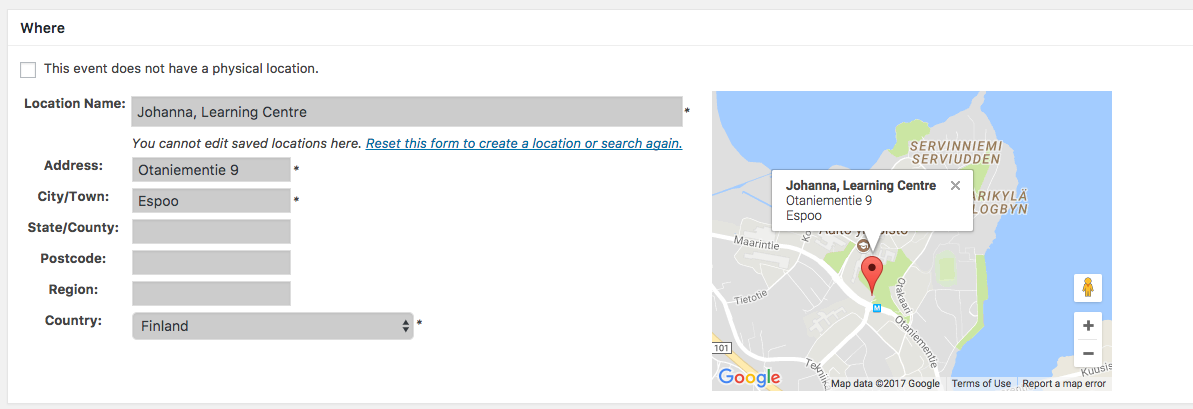 Where
This event does not have a physical location.
Location Name: Johanna, Learning Centre *
You cannot edit saved locations here. Reset this form to create a location or search again.
Address: Otaniementie 9 *
City/Town: Espoo *
State/County:
Postcode:
Region:
Country: Finland *
SERVINNIEMI
SERVIUDDEN
Johanna, Learning Centre
Otaniementie 9
Espoo
Maarintie
Tietotie
Otakaari
M
Otaniementie
101
Google
Map data ©2017 Google
Terms of Use
Report a map error